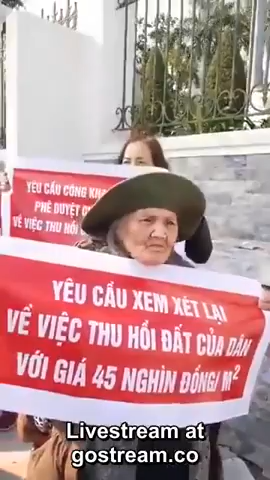 YÊU CẦU CÔNG KHA
PHÊ DUYỆT
VỀ VIỆC THU HỒI
YÊU CẦU XEM XÉT LẠI
VỀ VIỆC THU HỒI ĐẤT CỦA DÂN
VỚI GIÁ 45 NGHÌN ĐỒNG/ M²
Livestream at
gostream.co